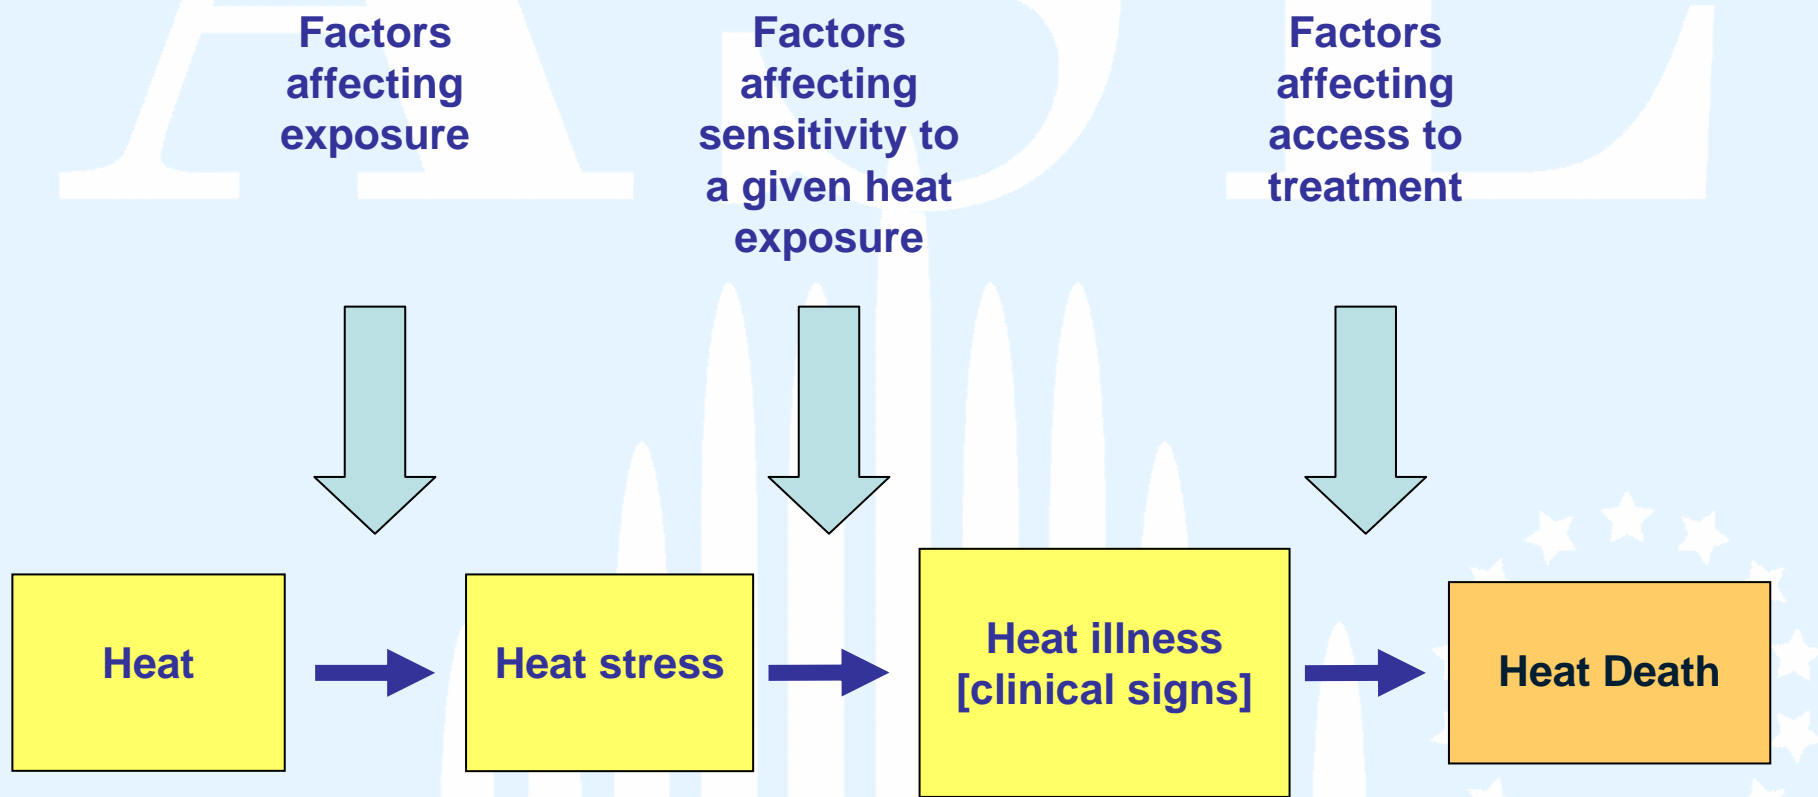 Factors
affecting
exposure
Factors
affecting
sensitivity to
a given heat
exposure
Factors
affecting
access to
treatment
Heat
Heat stress
Heat illness
[clinical signs]
Heat Death